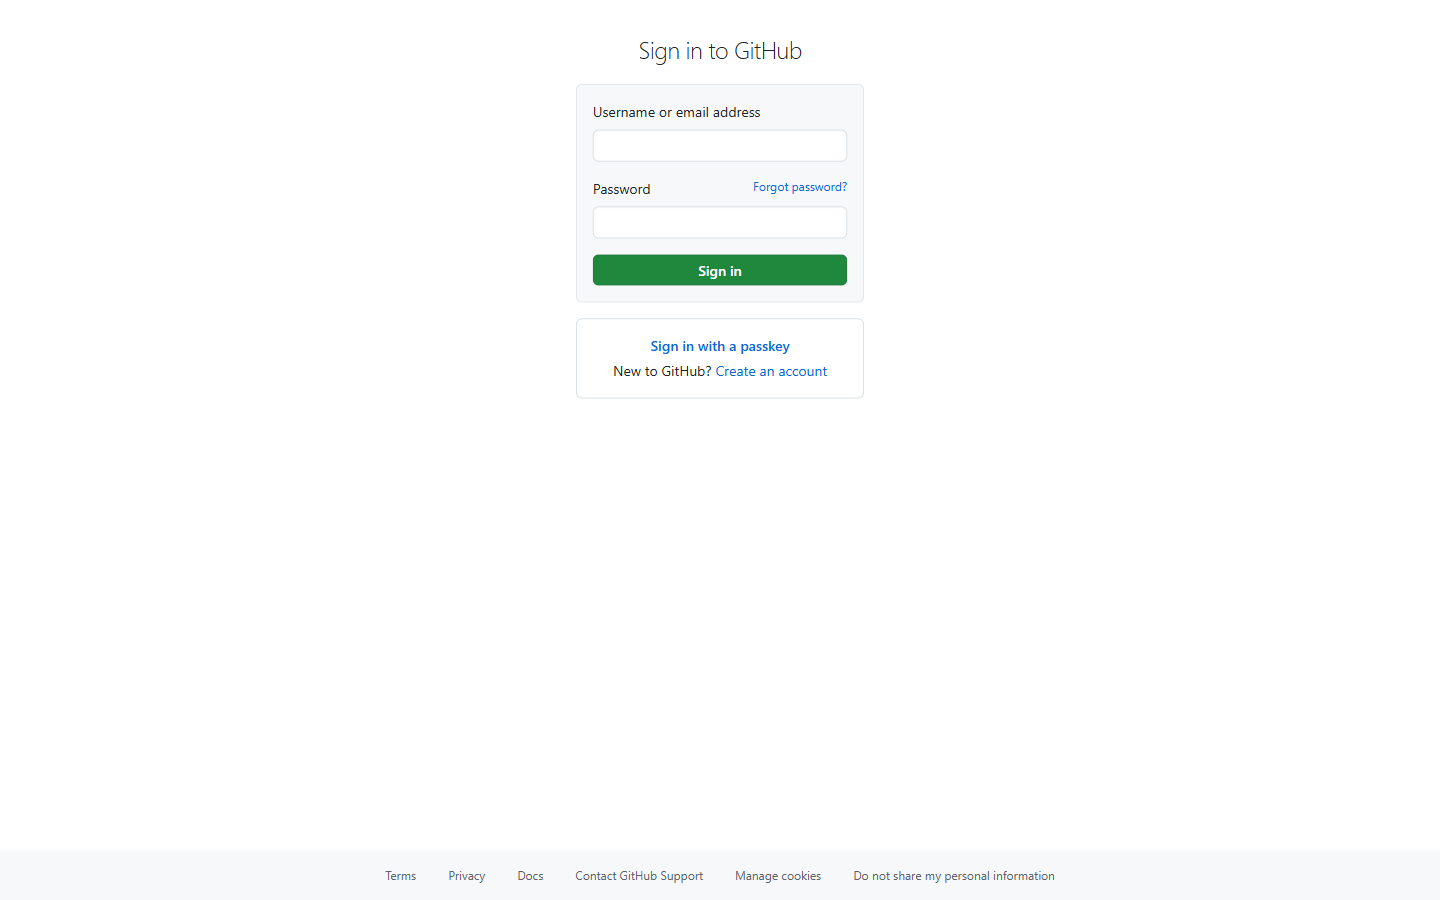 Sign in to GitHub
Username or email address
Password
Forgot password?
Sign in
Sign in with a passkey
New to GitHub? Create an account
Terms Privacy Docs Contact GitHub Support Manage cookies Do not share my personal information